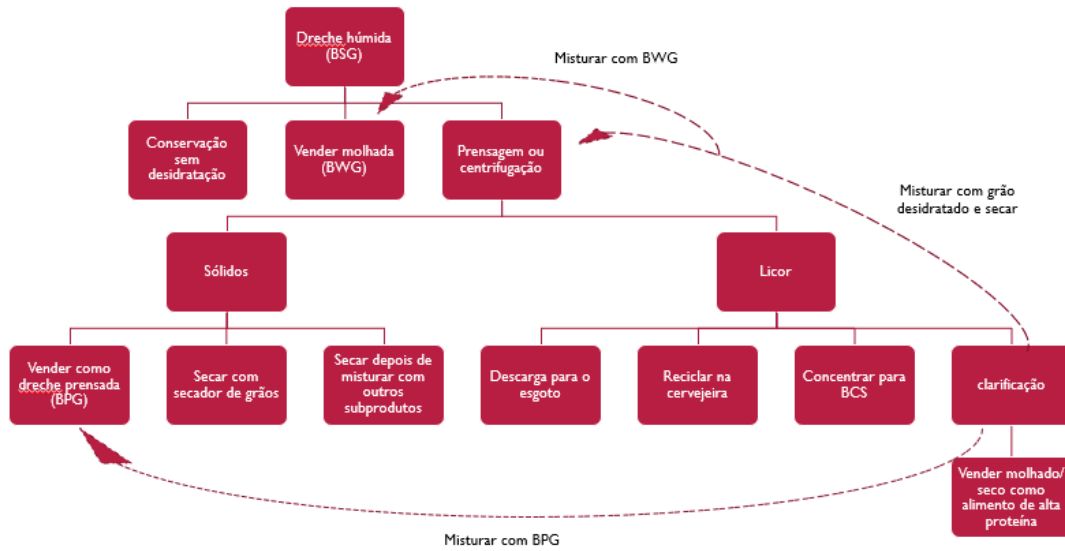 Dreche húmida
(BSG)
Misturar com BWG
Conservação
sem
desidratação
Vender molhada
(BWG)
Prensagem ou
centrifugação
Misturar com grão
desidratado e secar
Sólidos
Licor
Vender como
dreche prensada
(BPG)
Secar com
secador de grãos
Secar depois de
misturar com
outros
subprodutos
Descarga para o
esgoto
Reciclar na
cervejeira
Concentrar para
BCS
clarificação
Vender molhado/
seco como
alimento de alta
proteína
Misturar com BPG